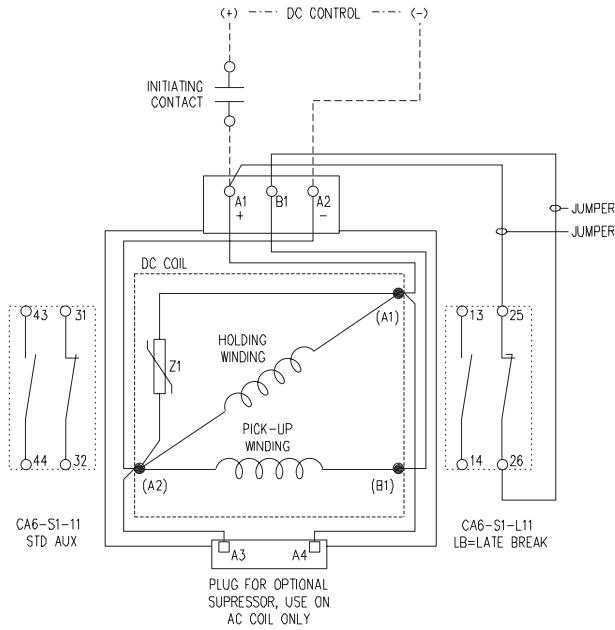 (+) DC CONTROL (-)
INITIATING
CONTACT
A1 B1 A2
+ -
JUMPER
JUMPER
DC COIL
43 31
(A1)
13 25
HOLDING
WINDING
Z1
PICK-UP
WINDING
44 32
(A2)
(B1)
14 26
CA6-S1-11
STD AUX
CA6-S1-L11
LB=LATE BREAK
A3 A4
PLUG FOR OPTIONAL
SUPRESSOR, USE ON
AC COIL ONLY